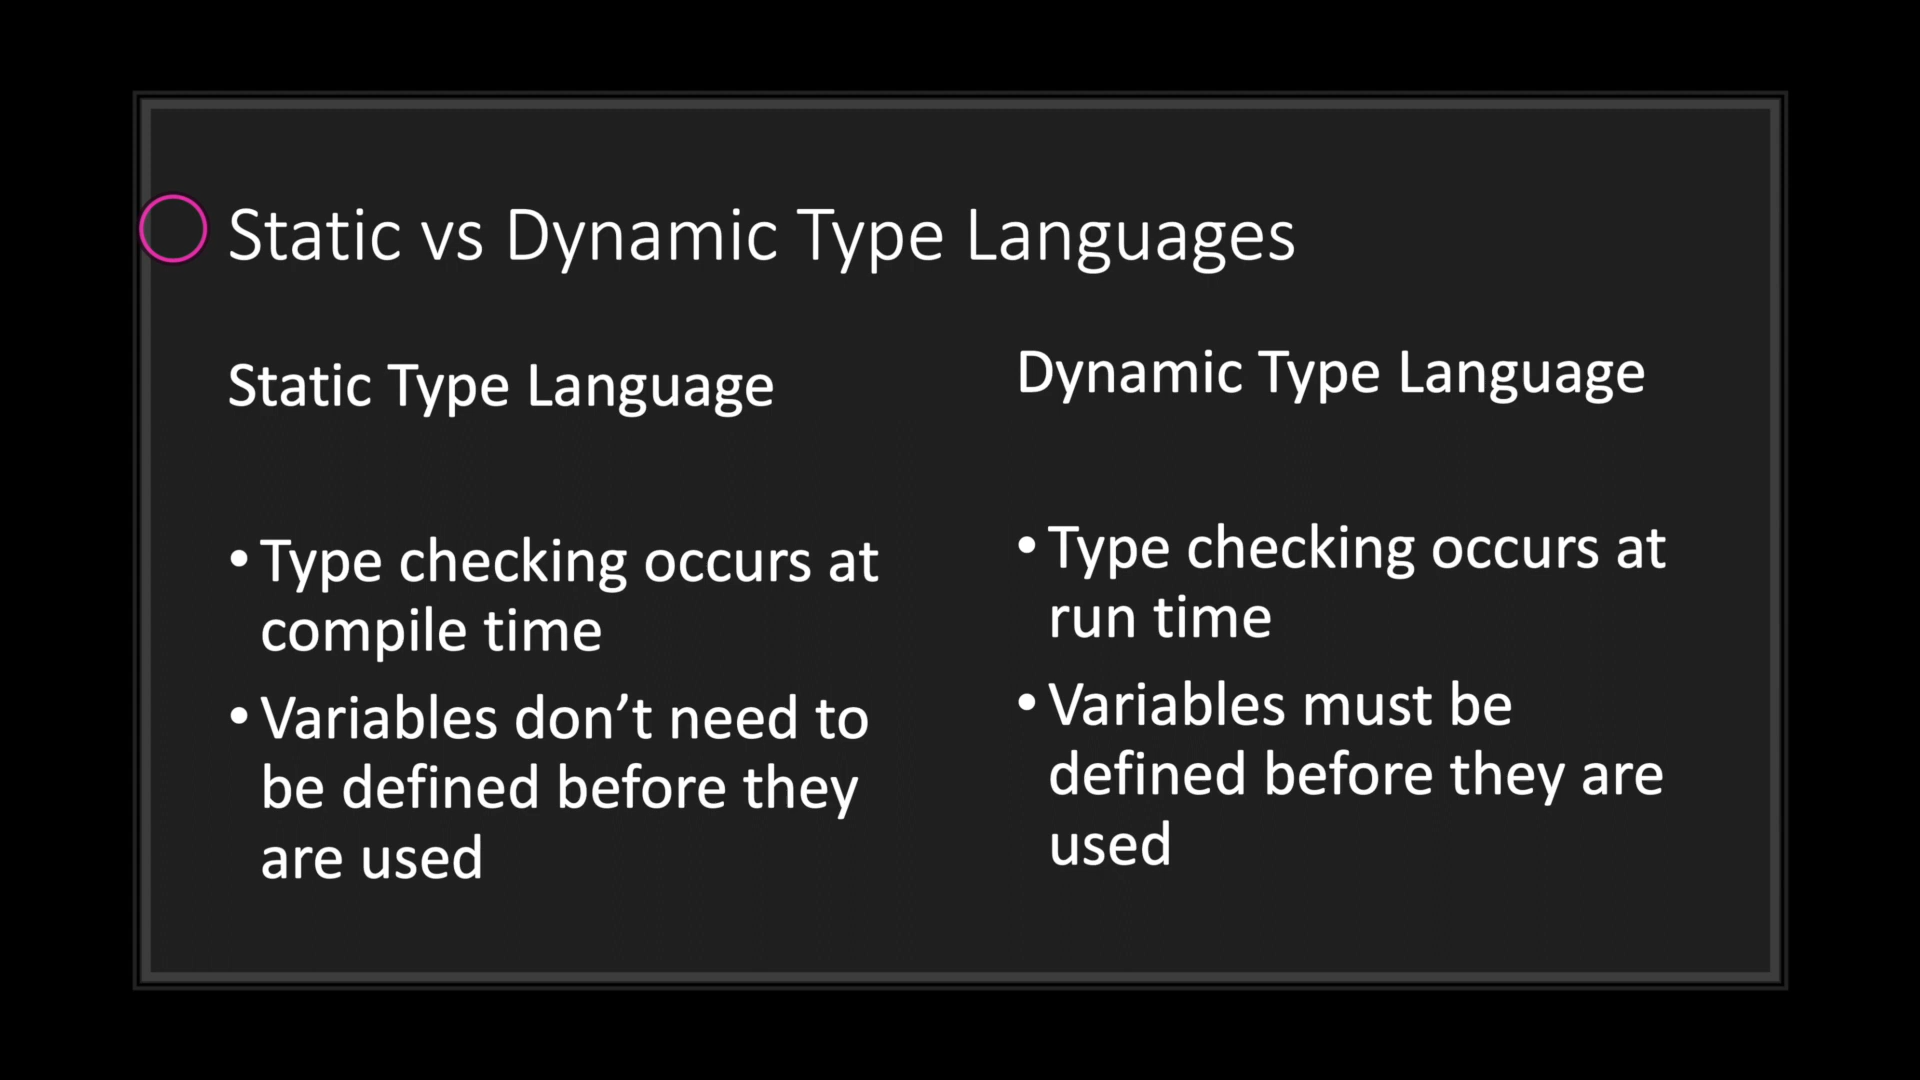 Static vs Dynamic Type Languages
Static Type Language
• Type checking occurs at
compile time
• Variables don’t need to
be defined before they
are used
Dynamic Type Language
• Type checking occurs at
run time
• Variables must be
defined before they are
used